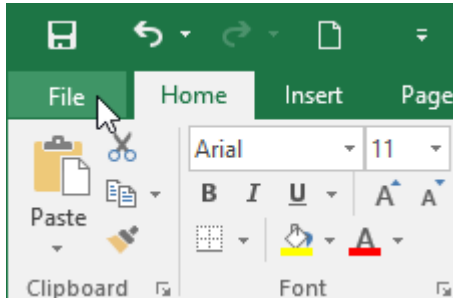 File Home Insert Page
Arial 11
B I U A A
Paste
A
Clipboard Font